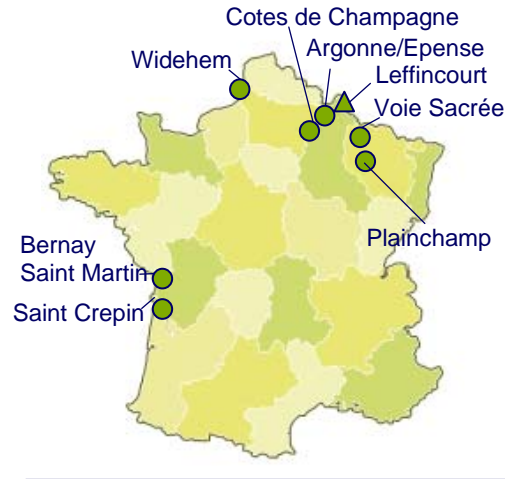 Cotes de Champagne
Argonne/Epense
Widehem
Leffincourt
Voie Sacrée
Plainchamp
Bernay
Saint Martin
Saint Crepin